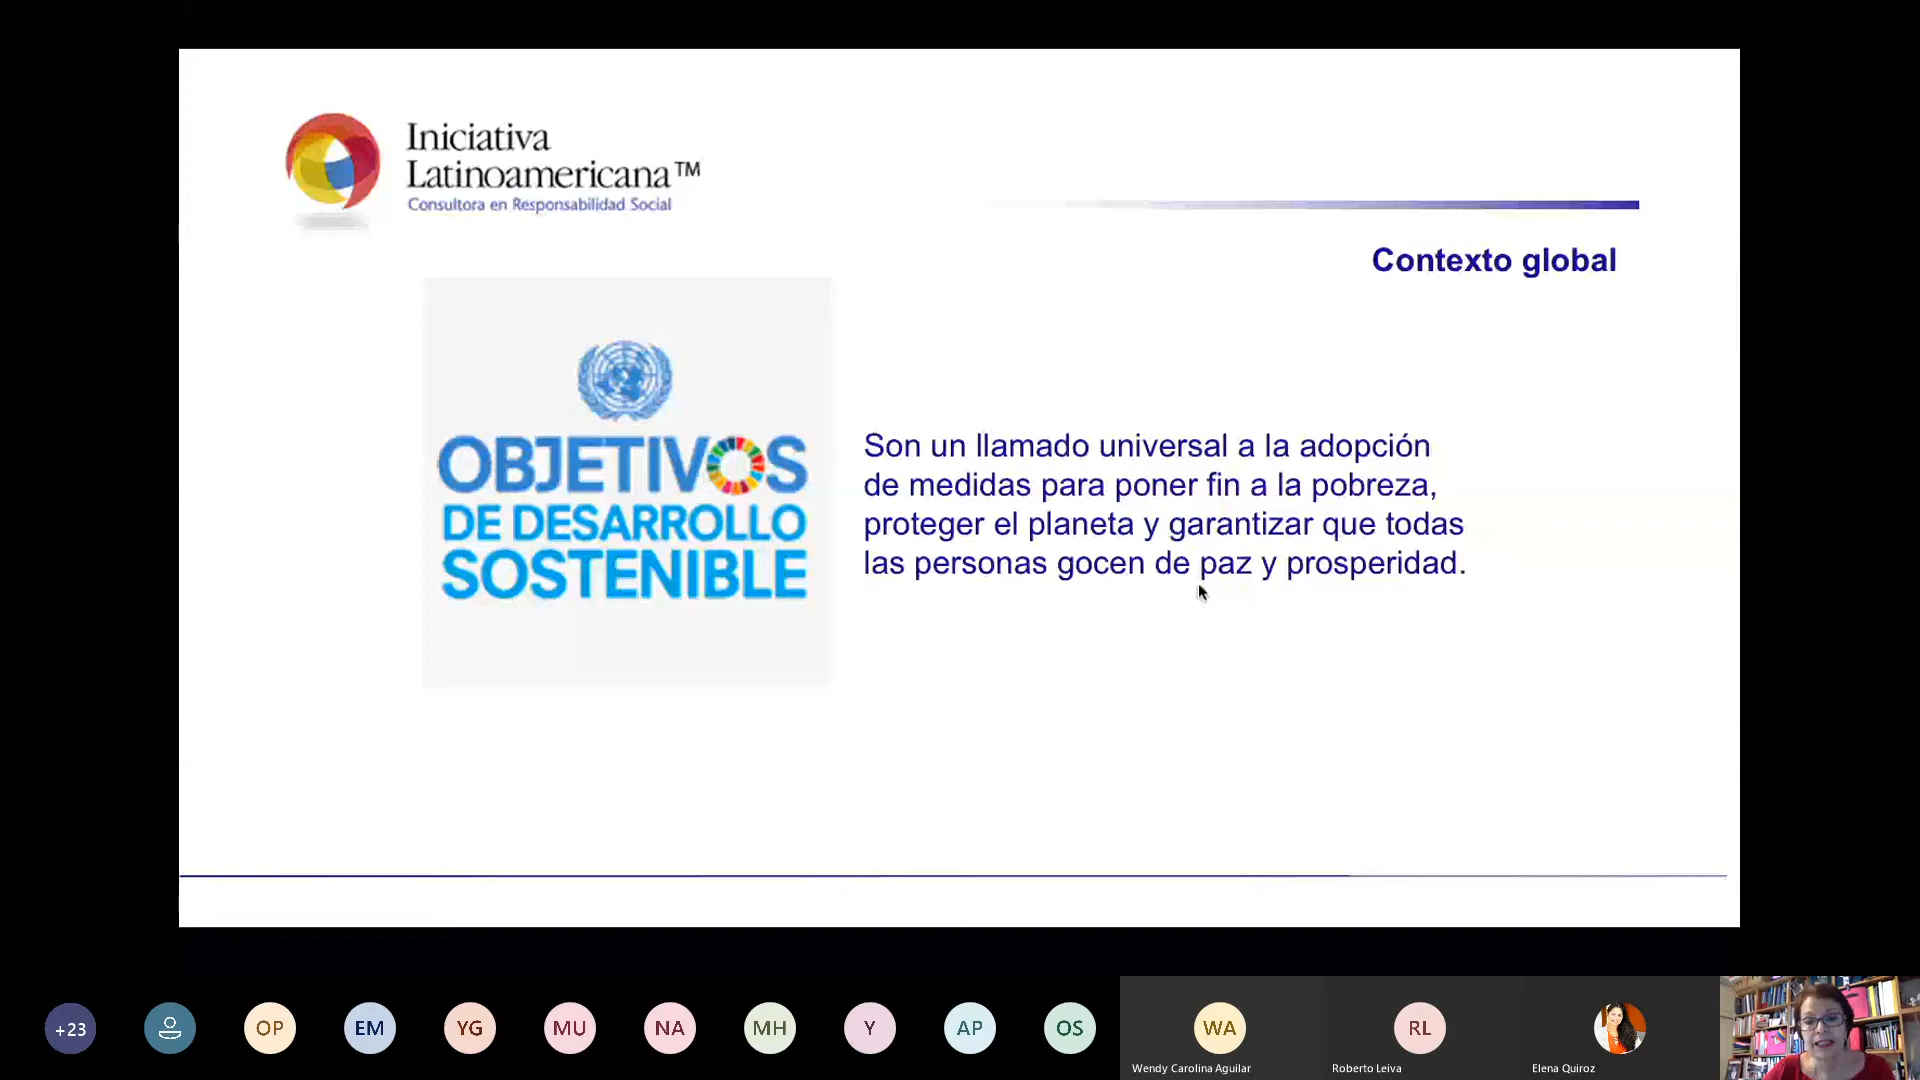 Iniciativa
Latinoamericana™
Consultora en Responsabilidad Social
Contexto global
OBJETIVOS
DE DESARROLLO
SOSTENIBLE
Son un llamado universal a la adopción
de medidas para poner fin a la pobreza,
proteger el planeta y garantizar que todas
las personas gocen de paz y prosperidad.
+23
OP
EM
YG
MU
NA
MH
Y
AP
OS
WA
RL
Wendy Carolina Aguilar
Roberto Leiva
Elena Quiroz